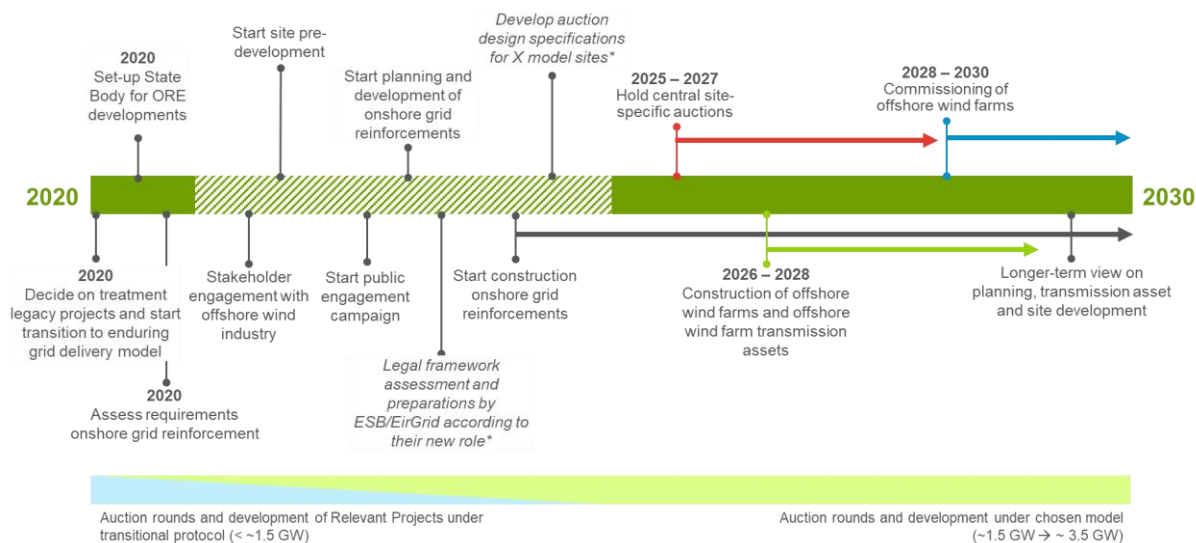 2020
Set-up State
Body for ORE
developments
Start site pre-
development
Start planning and
development of
onshore grid
reinforcements
Develop auction
design specifications
for X model sites*
2025 – 2027
Hold central site-
specific auctions
2028 – 2030
Commissioning of
offshore wind farms
2020
2030
2020
Decide on treatment
legacy projects and start
transition to enduring
grid delivery model
2020
Assess requirements
onshore grid reinforcement
Stakeholder
engagement with
offshore wind
industry
Start public
engagement
campaign
Legal framework
assessment and
preparations by
ESB/EirGrid according to
their new role*
Start construction
onshore grid
reinforcements
2026 – 2028
Construction of offshore
wind farms and offshore
wind farm transmission
assets
Longer-term view on
planning, transmission asset
and site development
Auction rounds and development of Relevant Projects under
transitional protocol (< ~1.5 GW)
Auction rounds and development under chosen model
(~1.5 GW → ~ 3.5 GW)